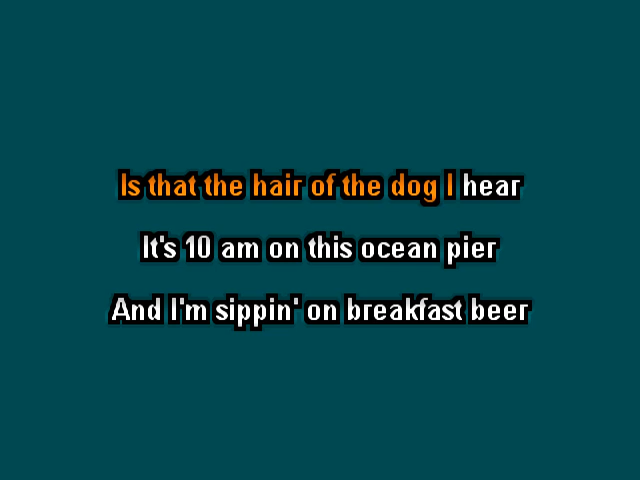 Is that the hair of the dog I hear
It's 10 am on this ocean pier
And I'm sippin' on breakfast beer